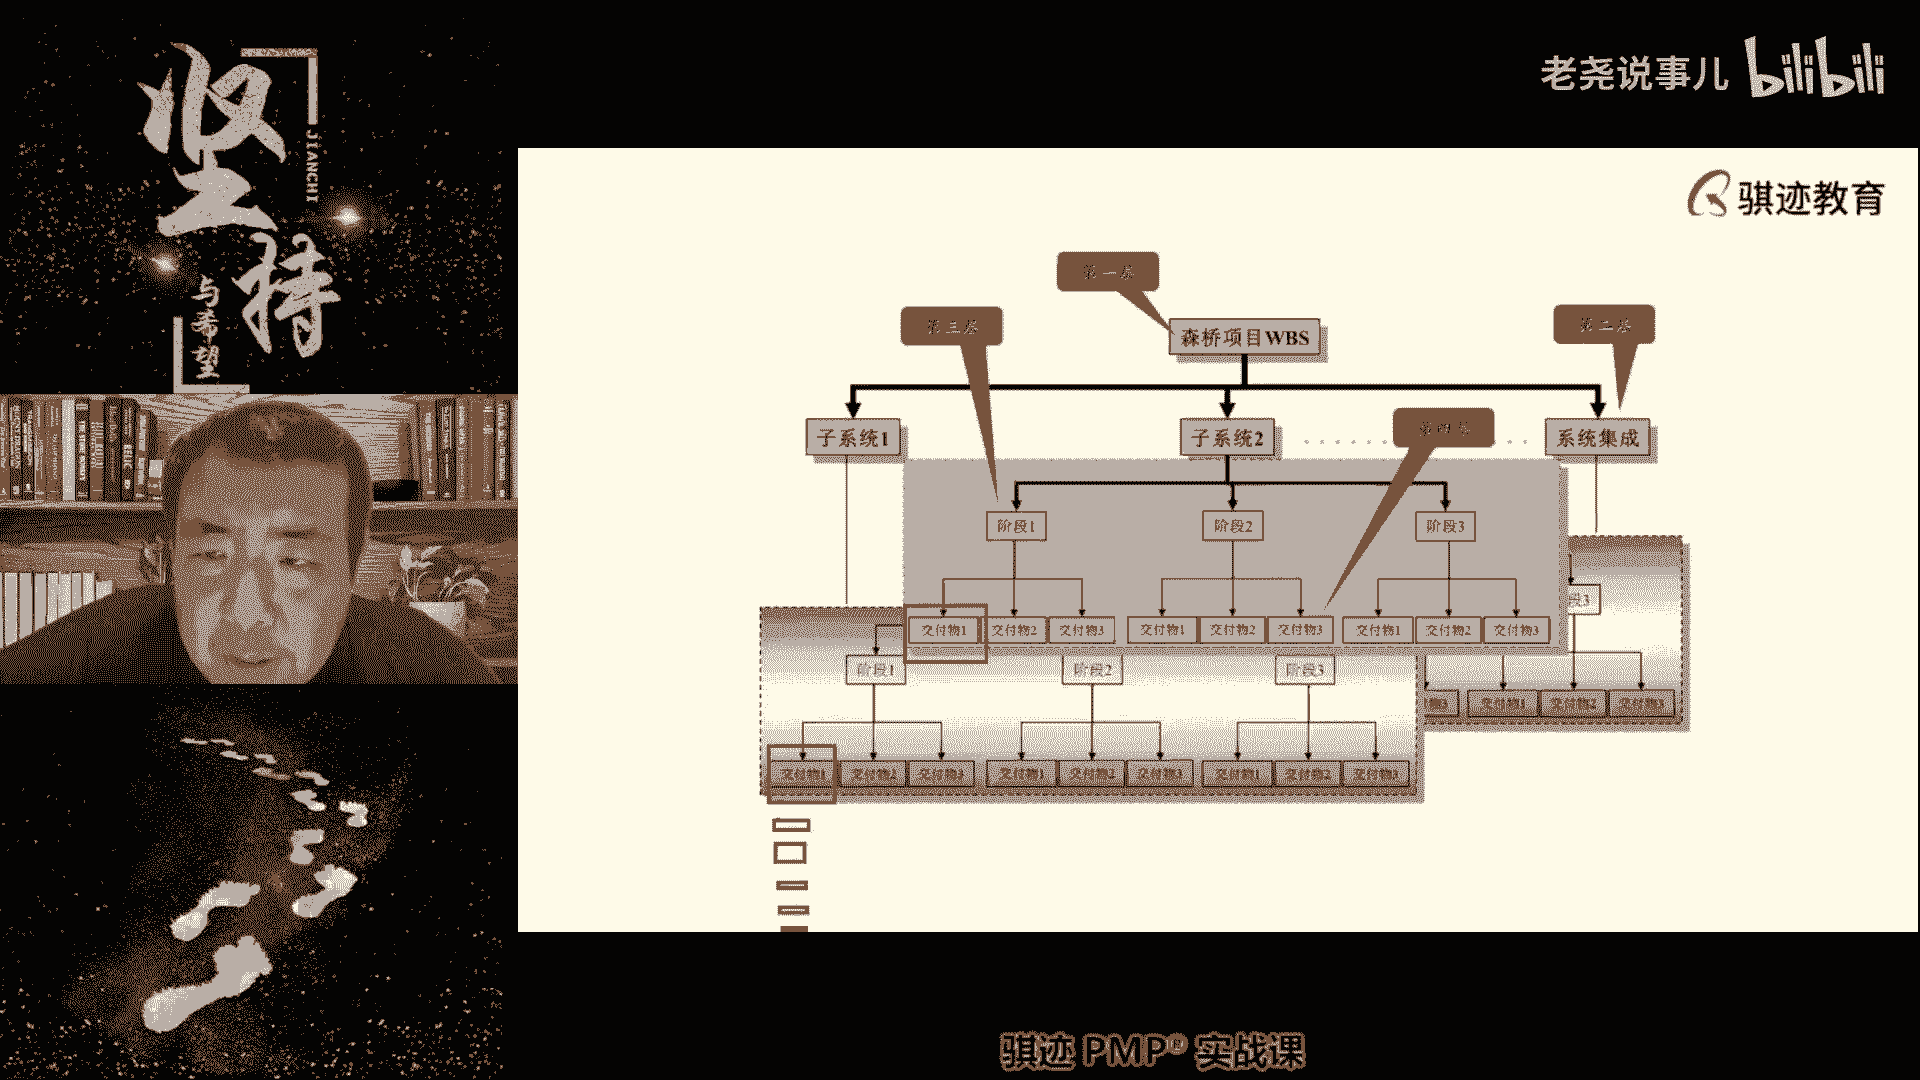 坚持
JIANCHI
与希望
老尧说事儿 bilibili
骐迹教育
第一层
第三层
第二层
森桥项目WBS
子系统1
子系统2
第四层
系统集成
阶段1
阶段2
阶段3
段3
交付物1
交付物2
交付物3
交付物1
交付物2
交付物3
交付物1
交付物2
交付物3
阶段1
阶段2
阶段3
物3
交付物1
交付物2
交付物3
交付物1
交付物2
交付物3
交付物1
交付物2
交付物3
交付物1
交付物2
交付物3
骐迹 PMP® 实战课